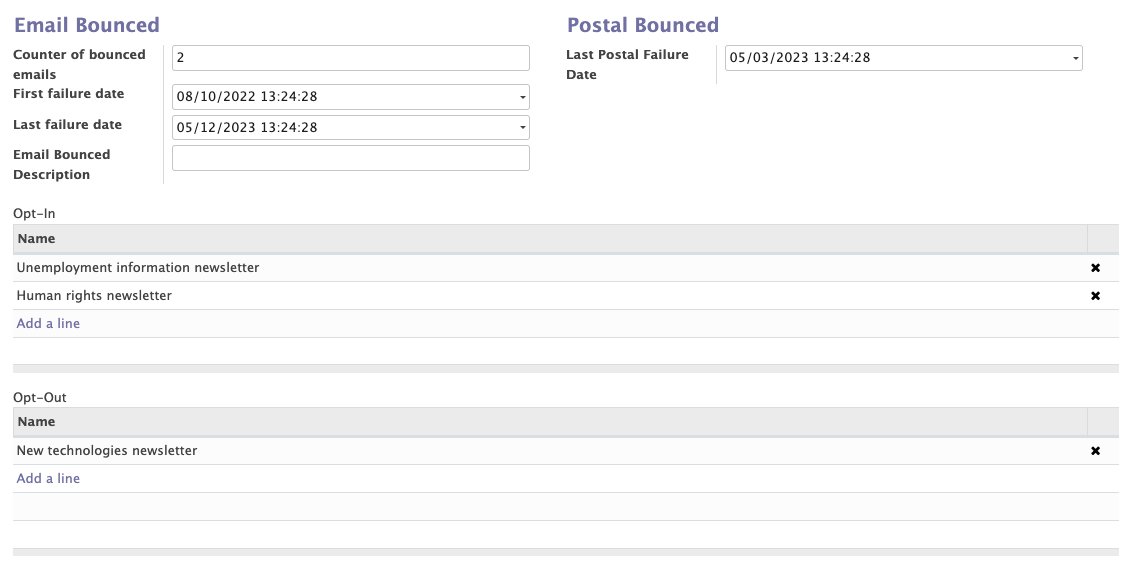 Email Bounced
Counter of bounced
emails
2
First failure date
08/10/2022 13:24:28
Last failure date
05/12/2023 13:24:28
Email Bounced
Description
Postal Bounced
Last Postal Failure
Date
05/03/2023 13:24:28
Opt-In
Name
Unemployment information newsletter
Human rights newsletter
Add a line
Opt-Out
Name
New technologies newsletter
Add a line